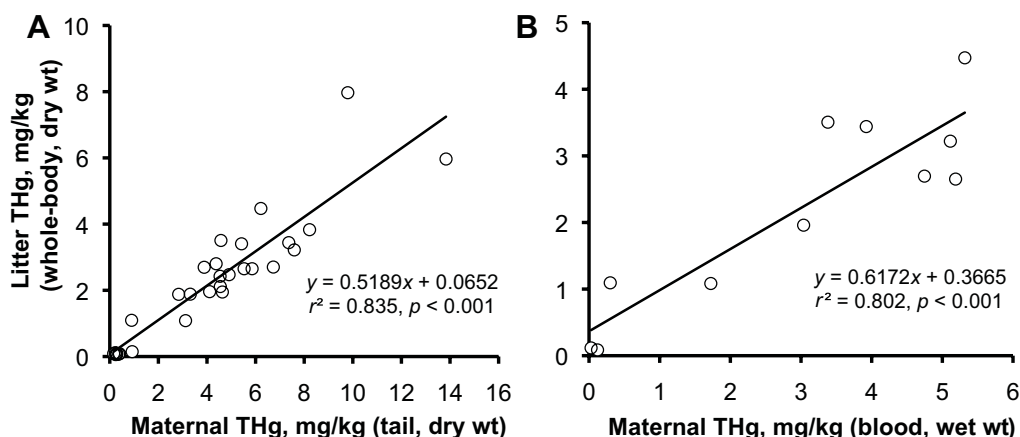 A
Litter THg, mg/kg
(whole-body, dry wt)
10
8
6
4
2
0
y = 0.5189x + 0.0652
r² = 0.835, p < 0.001
0 2 4 6 8 10 12 14 16
Maternal THg, mg/kg (tail, dry wt)
B
5
4
3
2
1
0
y = 0.6172x + 0.3665
r² = 0.802, p < 0.001
0 1 2 3 4 5 6
Maternal THg, mg/kg (blood, wet wt)